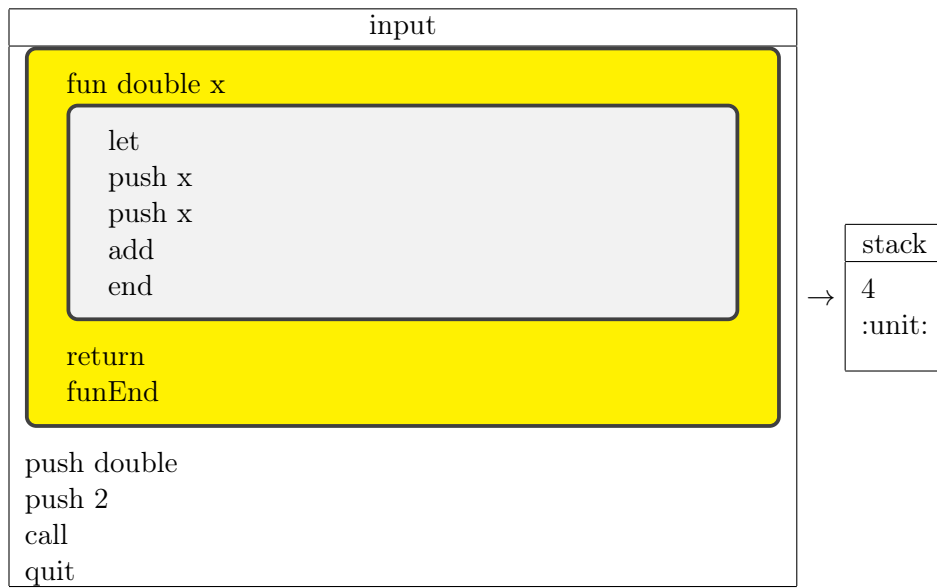 input
fun double x
let
push x
push x
add
end
return
funEnd
push double
push 2
call
quit
→
stack
4
:unit: